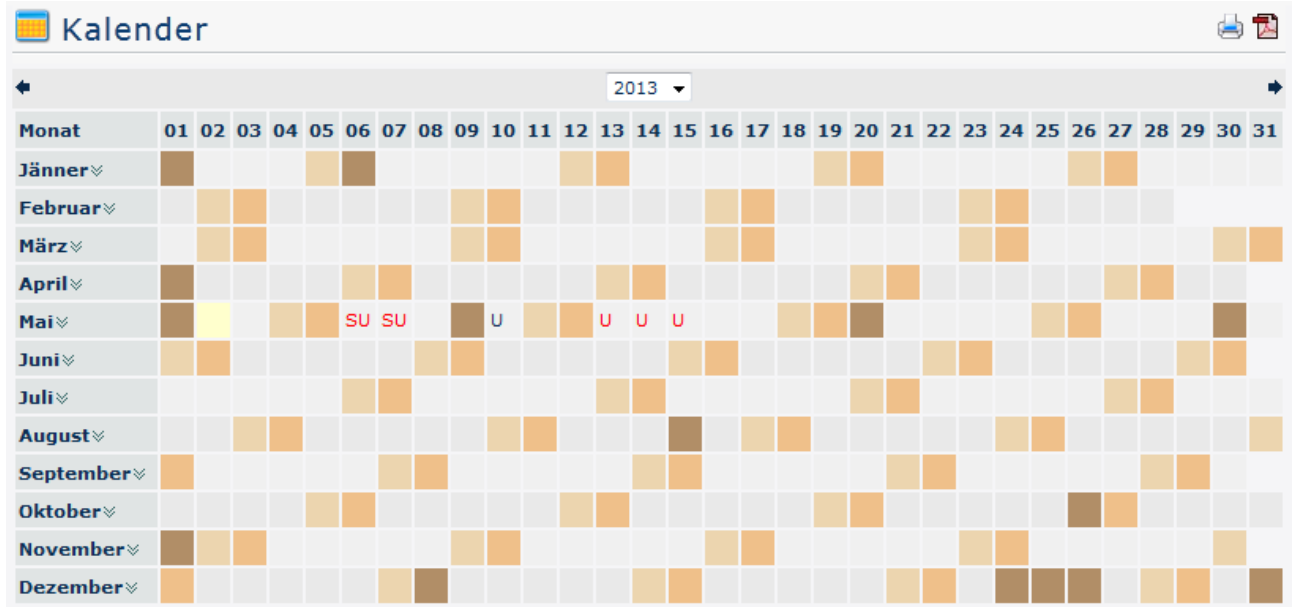 Kalender
2013
Monat 01 02 03 04 05 06 07 08 09 10 11 12 13 14 15 16 17 18 19 20 21 22 23 24 25 26 27 28 29 30 31
Jänner
Februar
März
April
Mai SU SU U U U U
Juni
Juli
August
September
Oktober
November
Dezember